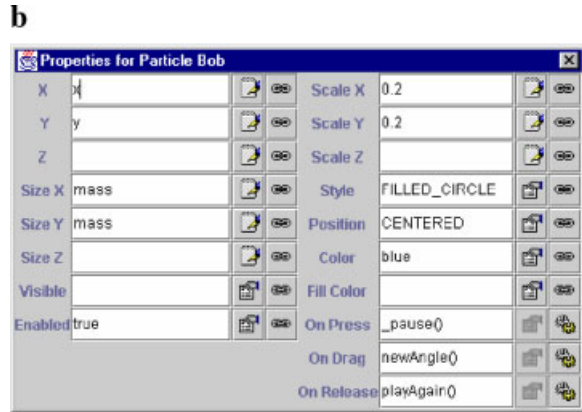 b
Properties for Particle Bob
X x Scale X 0.2
Y y Scale Y 0.2
Z Scale Z
Size X mass Style FILLED_CIRCLE
Size Y mass Position CENTERED
Size Z Color blue
Visible Fill Color
Enabled true On Press _pause()
On Drag newAngle()
On Release playAgain()